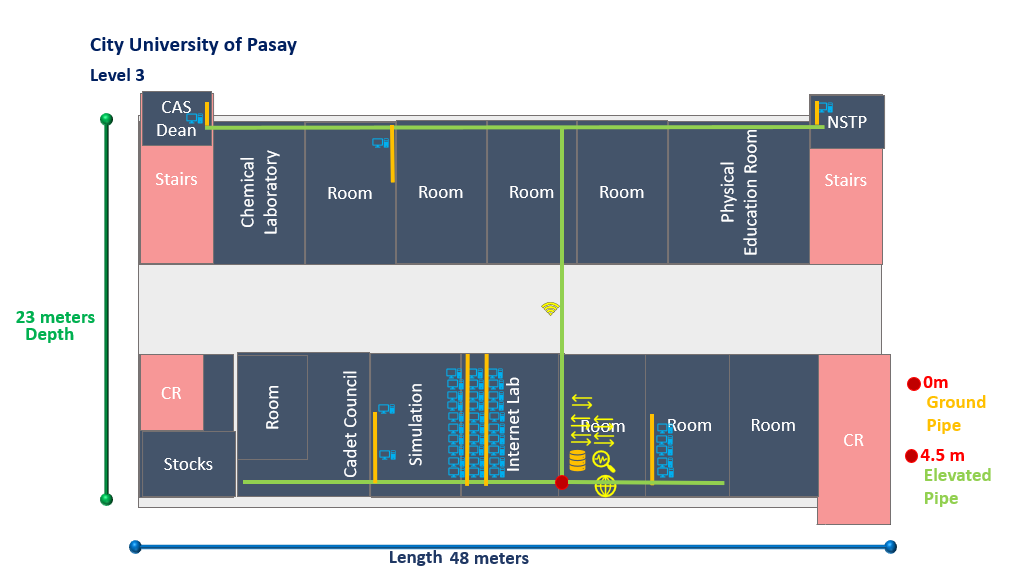 City University of Pasay
Level 3
CAS
Dean
NSTP
Stairs
Chemical
Laboratory
Room
Room
Room
Room
Physical
Education Room
Stairs
23 meters
Depth
CR
Stocks
Room
Cadet Council
Simulation
Internet Lab
Room
Room
Room
CR
0m
Ground
Pipe
4.5 m
Elevated
Pipe
Length 48 meters